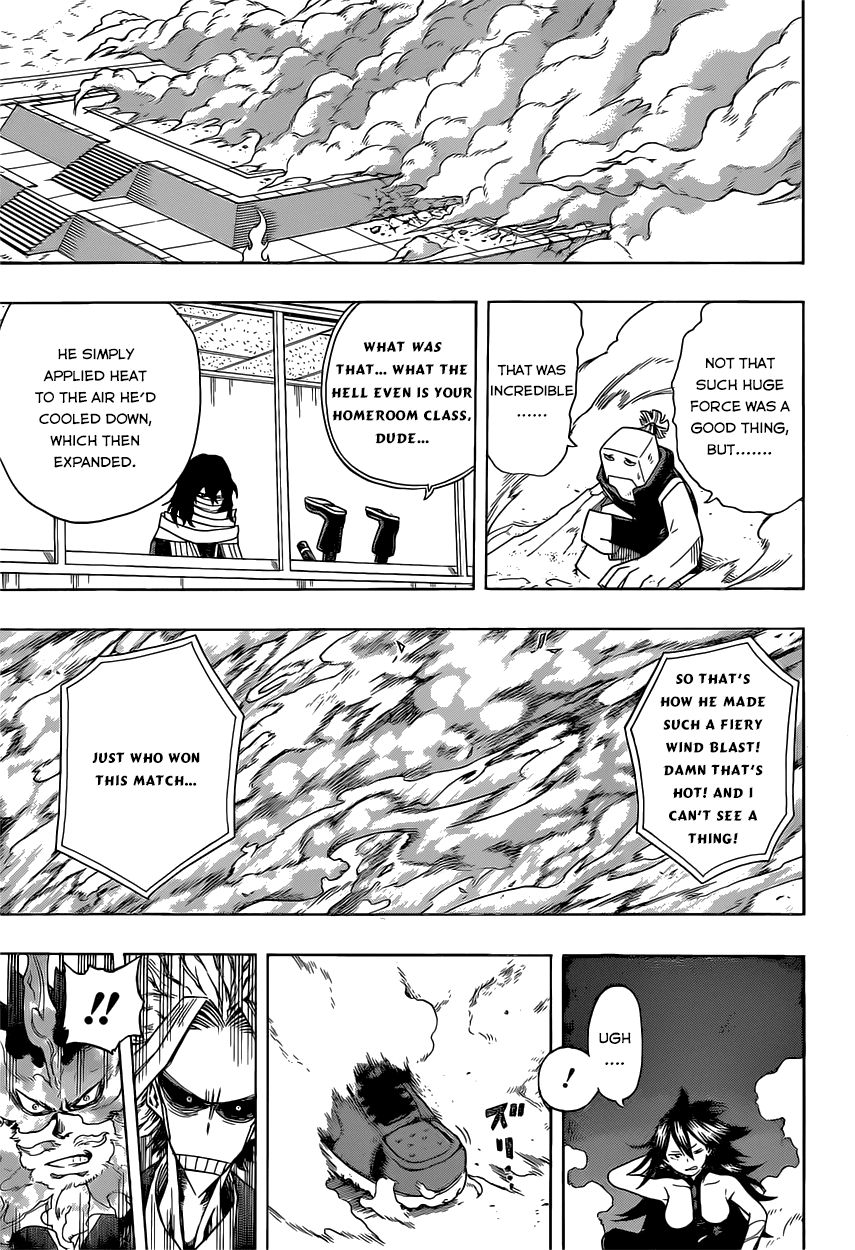 NOT THAT
SUCH HUGE
FORCE WAS A
GOOD THING,
BUT.......
THAT WAS
INCREDIBLE
......
WHAT WAS
THAT... WHAT THE
HELL EVEN IS YOUR
HOMEROOM CLASS,
DUDE...
HE SIMPLY
APPLIED HEAT
TO THE AIR HE'D
COOLED DOWN,
WHICH THEN
EXPANDED.
SO THAT'S
HOW HE MADE
SUCH A FIERY
WIND BLAST!
DAMN THAT'S
HOT! AND I
CAN'T SEE A
THING!
JUST WHO WON
THIS MATCH...
UGH
....
!
ズリ...
!!